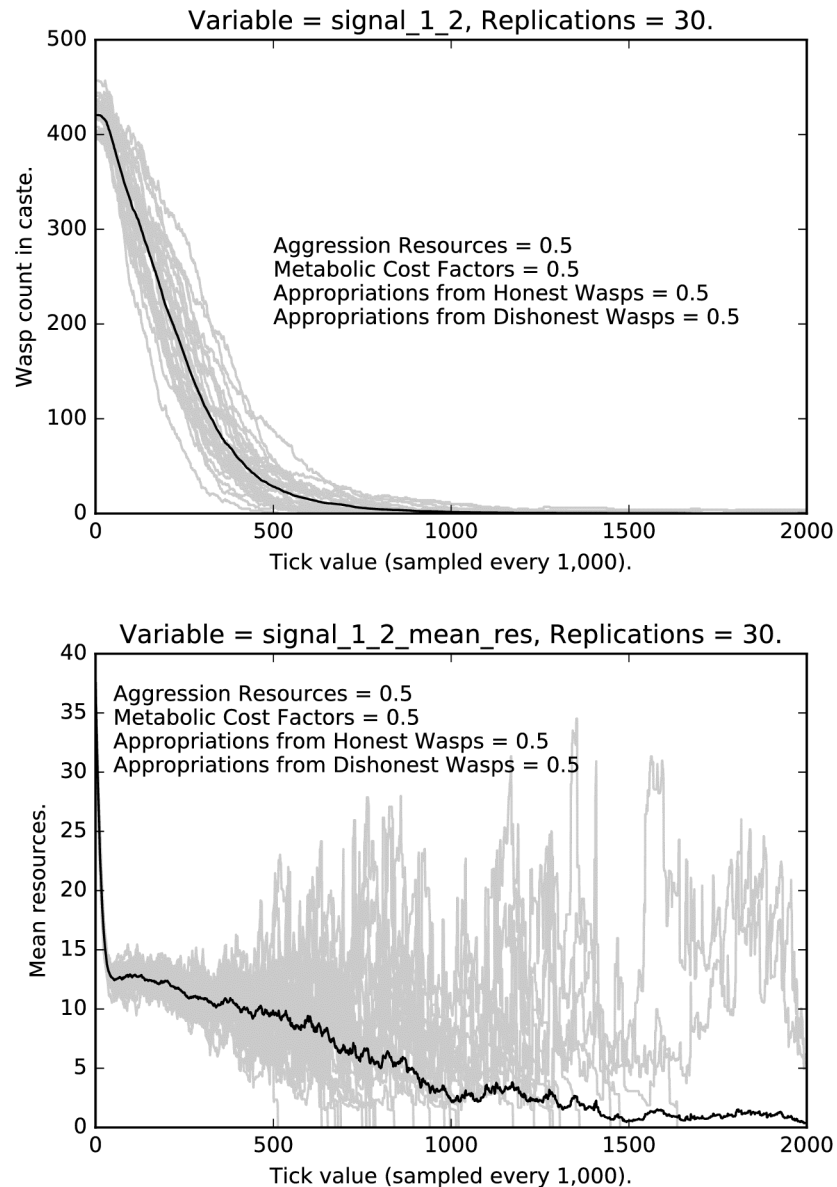 Variable = signal_1_2, Replications = 30.
500
400
300
200
100
0
Wasp count in caste.
Aggression Resources = 0.5
Metabolic Cost Factors = 0.5
Appropriations from Honest Wasps = 0.5
Appropriations from Dishonest Wasps = 0.5
0 500 1000 1500 2000
Tick value (sampled every 1,000).
Variable = signal_1_2_mean_res, Replications = 30.
40
35
30
25
20
15
10
5
0
Mean resources.
Aggression Resources = 0.5
Metabolic Cost Factors = 0.5
Appropriations from Honest Wasps = 0.5
Appropriations from Dishonest Wasps = 0.5
0 500 1000 1500 2000
Tick value (sampled every 1,000).